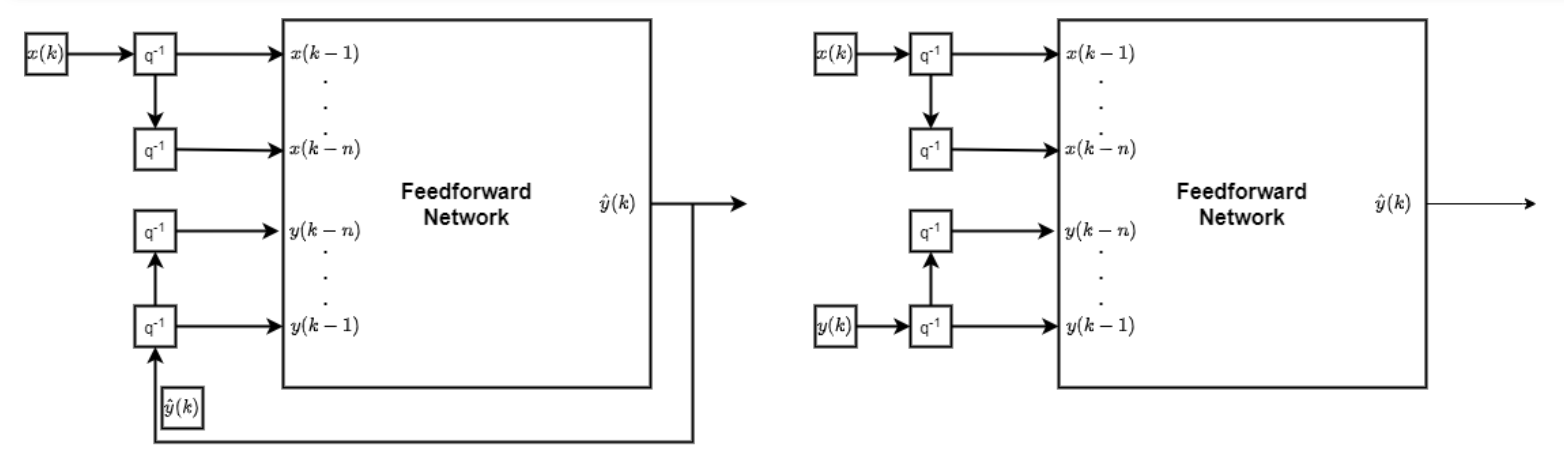 x(k)
q⁻¹
x(k − 1)
.
.
.
q⁻¹
x(k − n)
Feedforward
Network
ŷ(k)
q⁻¹
y(k − n)
.
.
.
q⁻¹
y(k − 1)
ŷ(k)
x(k)
q⁻¹
x(k − 1)
.
.
.
q⁻¹
x(k − n)
Feedforward
Network
ŷ(k)
q⁻¹
y(k − n)
.
.
.
y(k)
q⁻¹
y(k − 1)